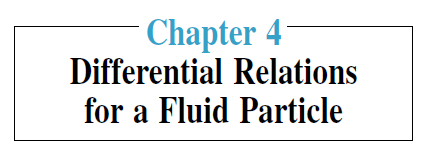 Chapter 4
Differential Relations
for a Fluid Particle